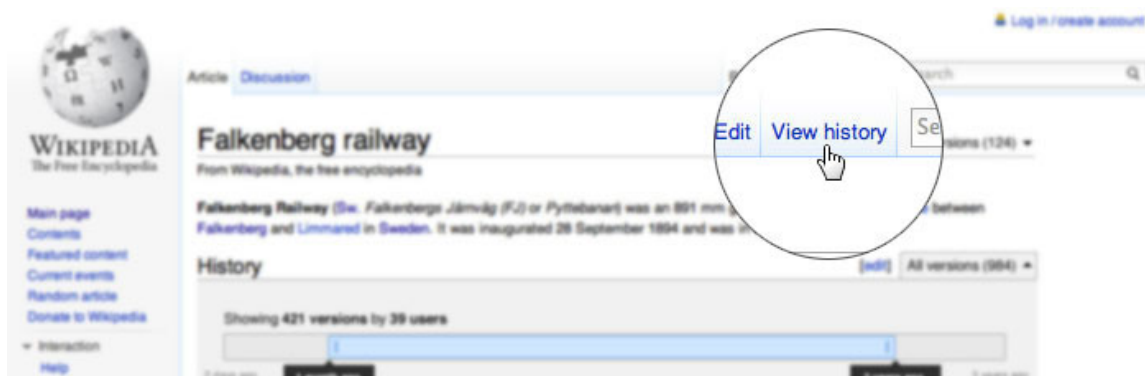 Log in / create account
Article Discussion
Edit View history Se
arch
WIKIPEDIA
The Free Encyclopedia
Falkenberg railway
sions (124)
From Wikipedia, the free encyclopedia
Falkenberg Railway (Sw. Falkenbergs Järnväg (FJ) or Pyttebanan) was an 891 mm between
Falkenberg and Limmared in Sweden. It was inaugurated 28 September 1894 and was in
Main page
Contents
Featured content
Current events
Random article
Donate to Wikipedia
Interaction
Help
History [edit] All versions (984)
Showing 421 versions by 39 users